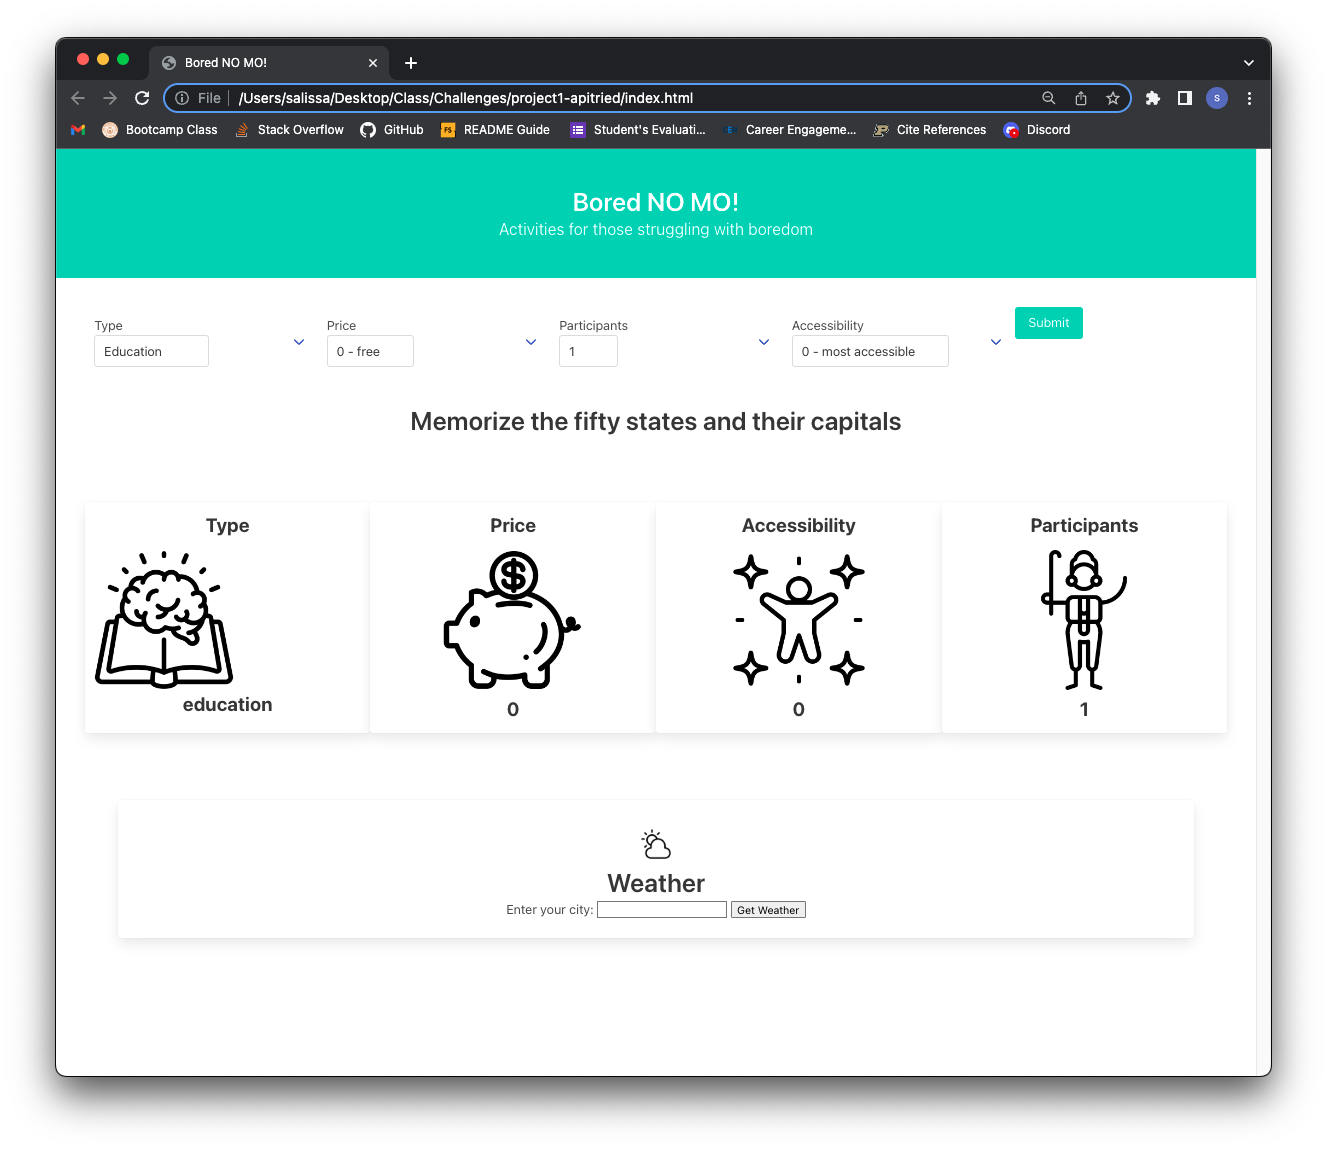 Bored NO MO!
File /Users/salissa/Desktop/Class/Challenges/project1-apitried/index.html
S
Bootcamp Class Stack Overflow GitHub FS README Guide Student's Evaluati... CE Career Engageme... Cite References Discord
Bored NO MO!
Activities for those struggling with boredom
Type Price Participants Accessibility Submit
Education 0 - free 1 0 - most accessible
Memorize the fifty states and their capitals
Type Price Accessibility Participants
$
education 0 0 1
Weather
Enter your city: Get Weather